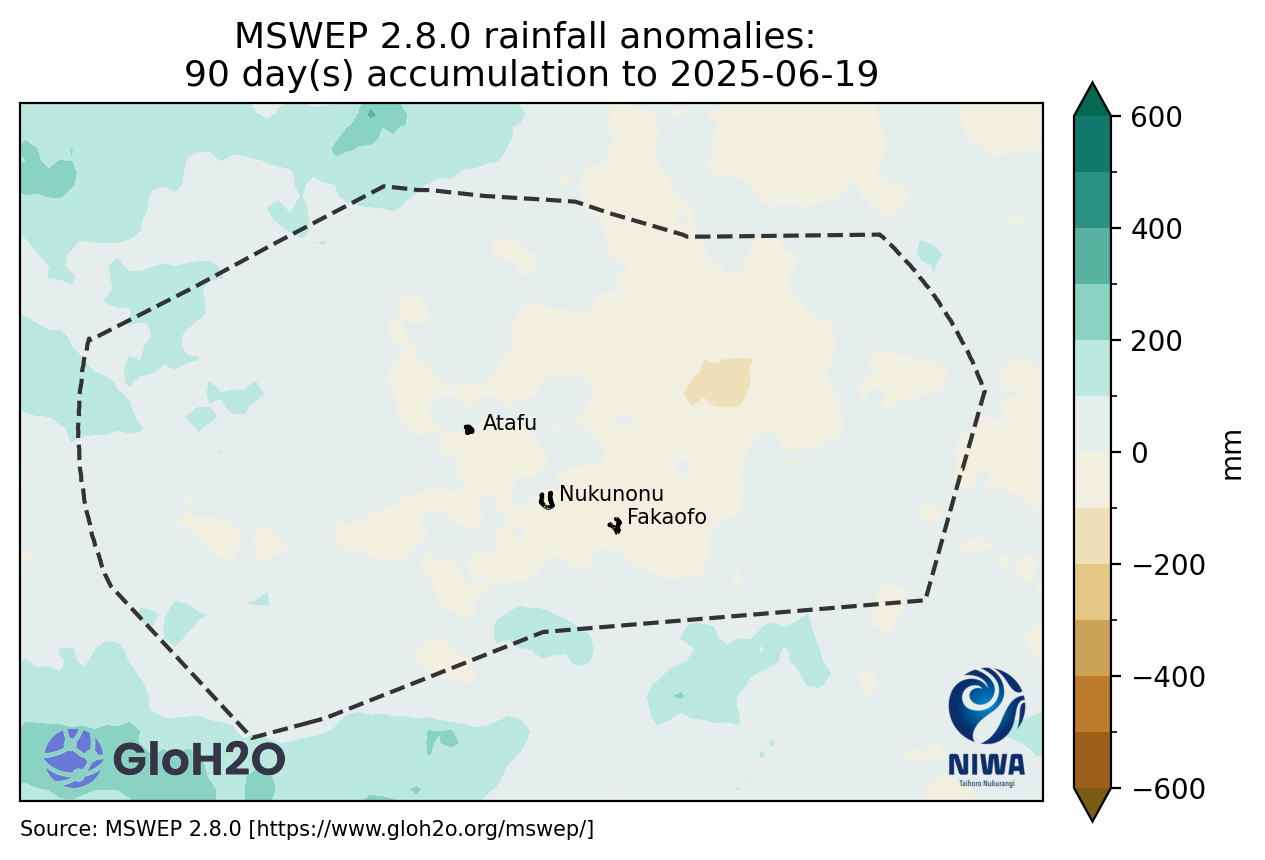 MSWEP 2.8.0 rainfall anomalies:
90 day(s) accumulation to 2025-06-19
600
400
200
0
−200
−400
−600
mm
Atafu
Nukunonu
Fakaofo
GloH2O
NIWA
Taihoro Nukurangi
Source: MSWEP 2.8.0 [https://www.gloh2o.org/mswep/]